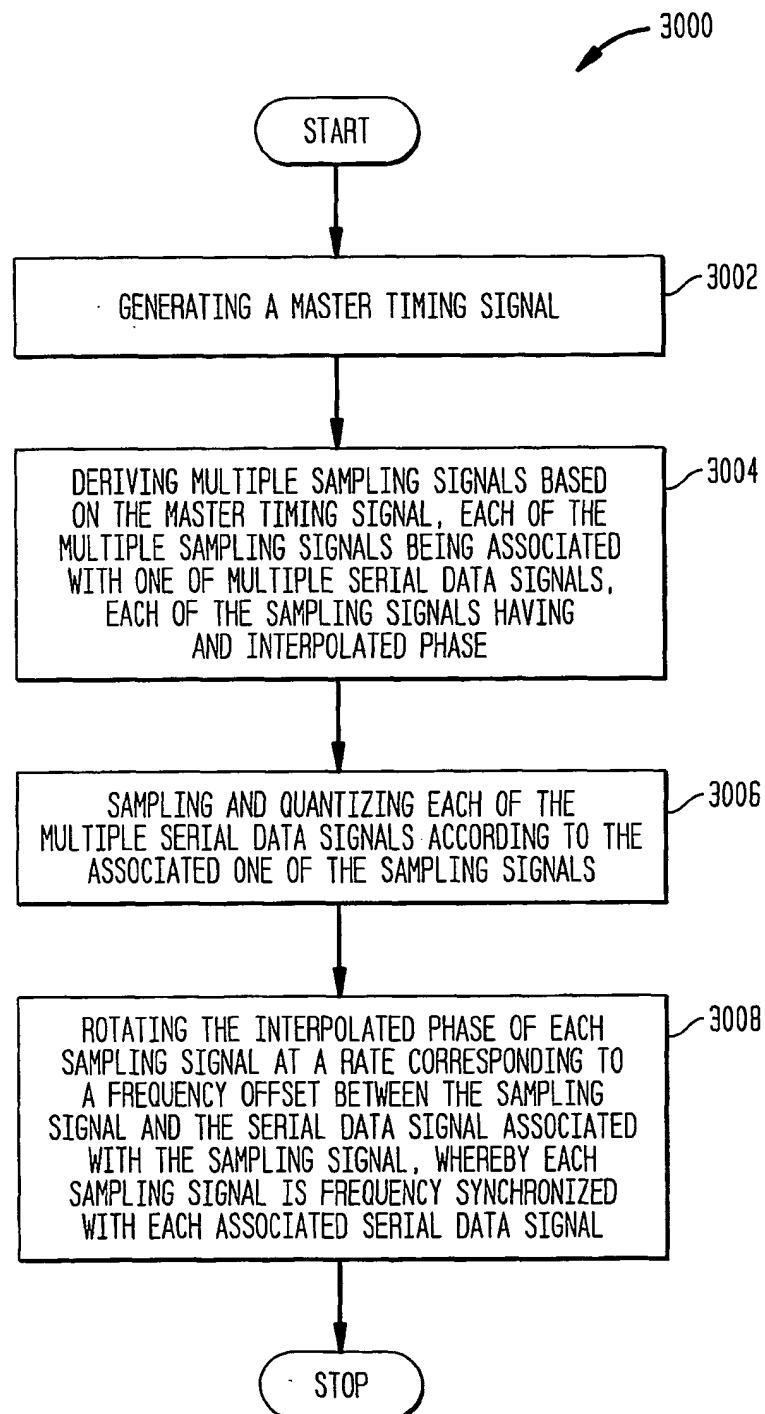 3000
START
GENERATING A MASTER TIMING SIGNAL
3002
DERIVING MULTIPLE SAMPLING SIGNALS BASED
ON THE MASTER TIMING SIGNAL, EACH OF THE
MULTIPLE SAMPLING SIGNALS BEING ASSOCIATED
WITH ONE OF MULTIPLE SERIAL DATA SIGNALS,
EACH OF THE SAMPLING SIGNALS HAVING
AND INTERPOLATED PHASE
3004
SAMPLING AND QUANTIZING EACH OF THE
MULTIPLE SERIAL DATA SIGNALS ACCORDING TO THE
ASSOCIATED ONE OF THE SAMPLING SIGNALS
3006
ROTATING THE INTERPOLATED PHASE OF EACH
SAMPLING SIGNAL AT A RATE CORRESPONDING TO
A FREQUENCY OFFSET BETWEEN THE SAMPLING
SIGNAL AND THE SERIAL DATA SIGNAL ASSOCIATED
WITH THE SAMPLING SIGNAL, WHEREBY EACH
SAMPLING SIGNAL IS FREQUENCY SYNCHRONIZED
WITH EACH ASSOCIATED SERIAL DATA SIGNAL
3008
STOP